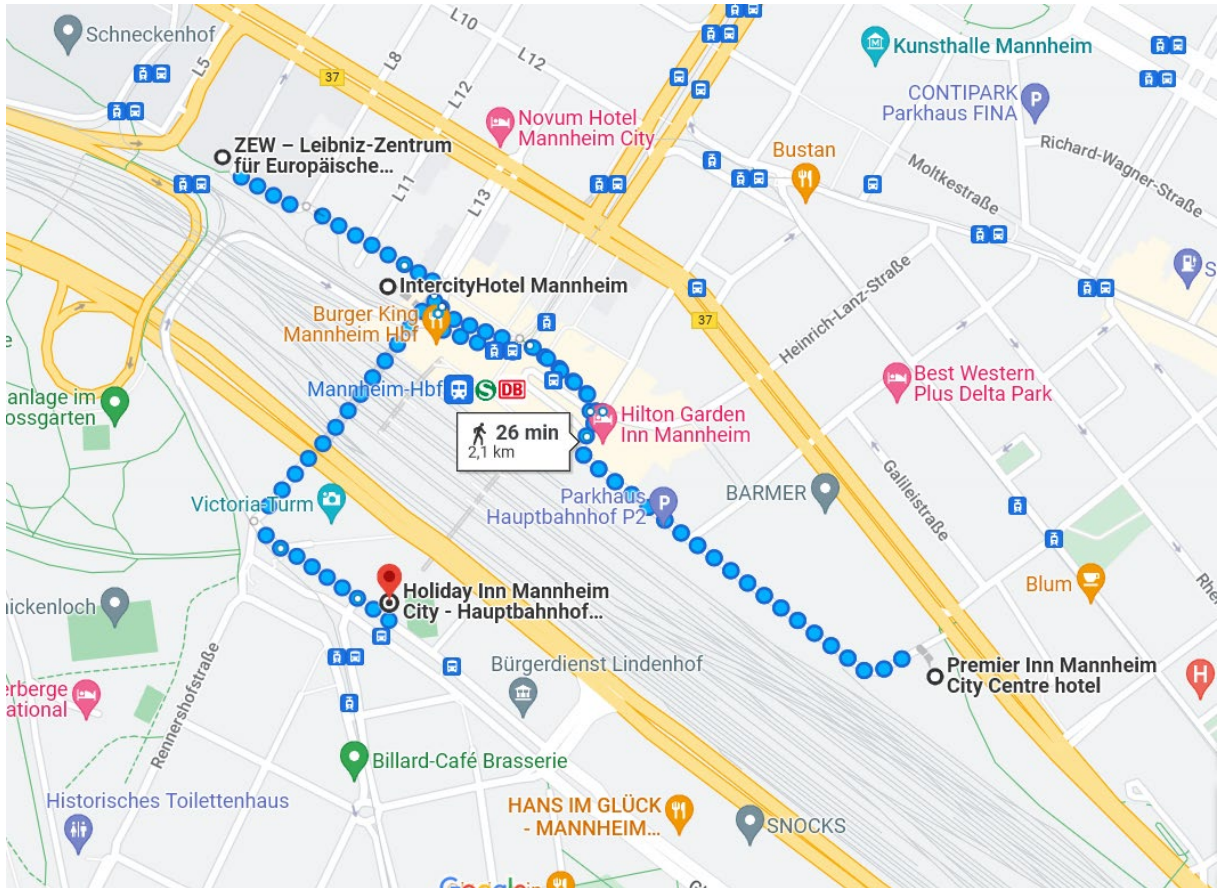 Schneckenhof
L5
L10
L8
L12
L12
37
Kunsthalle Mannheim
CONTIPARK
Parkhaus FINA
Novum Hotel
Mannheim City
ZEW – Leibniz-Zentrum
für Europäische...
Bustan
Richard-Wagner-Straße
Moltkestraße
L11
L13
IntercityHotel Mannheim
Burger King
Mannheim Hbf
37
Heinrich-Lanz-Straße
S
Mannheim-Hbf
S
DB
anlage im
ossgarten
26 min
2,1 km
Hilton Garden
Inn Mannheim
Best Western
Plus Delta Park
Victoria-Turm
Parkhaus
Hauptbahnhof P2
P
BARMER
Galileistraße
Blum
Rhe
nickenloch
Holiday Inn Mannheim
City - Hauptbahnhof...
Bürgerdienst Lindenhof
Premier Inn Mannheim
City Centre hotel
H
erberge
national
Rennershofstraße
Billard-Café Brasserie
Historisches Toilettenhaus
HANS IM GLÜCK
- MANNHEIM...
SNOCKS
Google